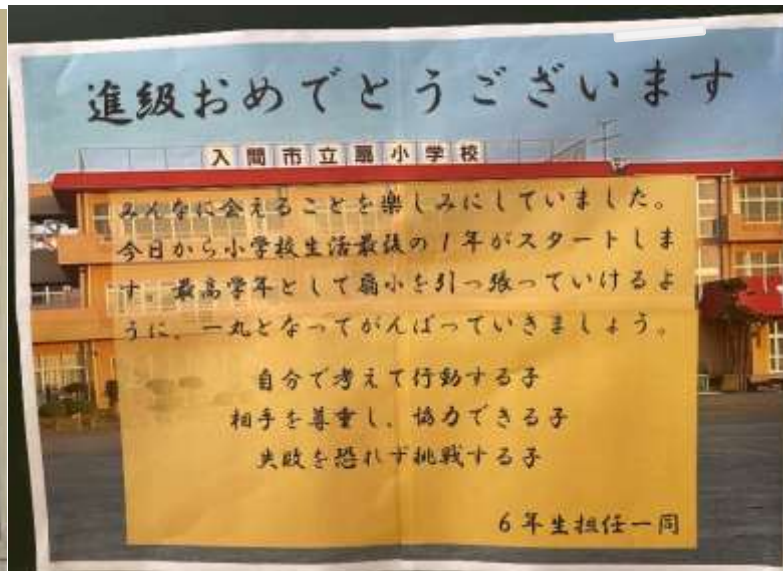 進級おめでとうございます
入間市立扇小学校
みんなに会えることを楽しみにしていました。
今日から小学校生活最後の1年がスタートしま
す。最高学年として扇小を引っ張っていけるよ
うに、一丸となってがんばっていきましょう。
自分で考えて行動する子
相手を尊重し、協力できる子
失敗を恐れず挑戦する子
6年生担任一同